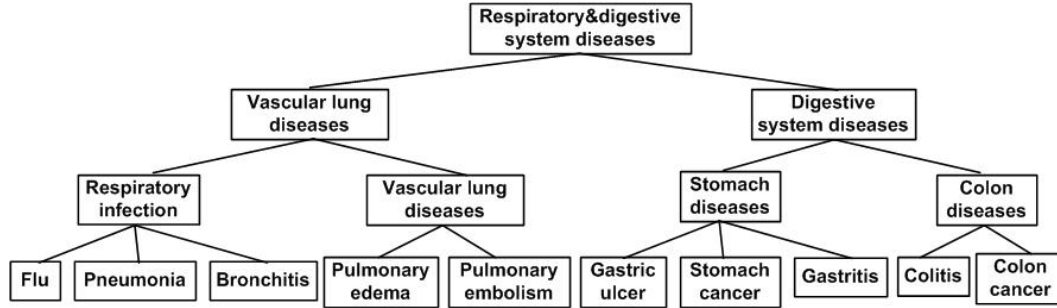 Respiratory&digestive
system diseases
Vascular lung
diseases
Digestive
system diseases
Respiratory
infection
Vascular lung
diseases
Stomach
diseases
Colon
diseases
Flu
Pneumonia
Bronchitis
Pulmonary
edema
Pulmonary
embolism
Gastric
ulcer
Stomach
cancer
Gastritis
Colitis
Colon
cancer